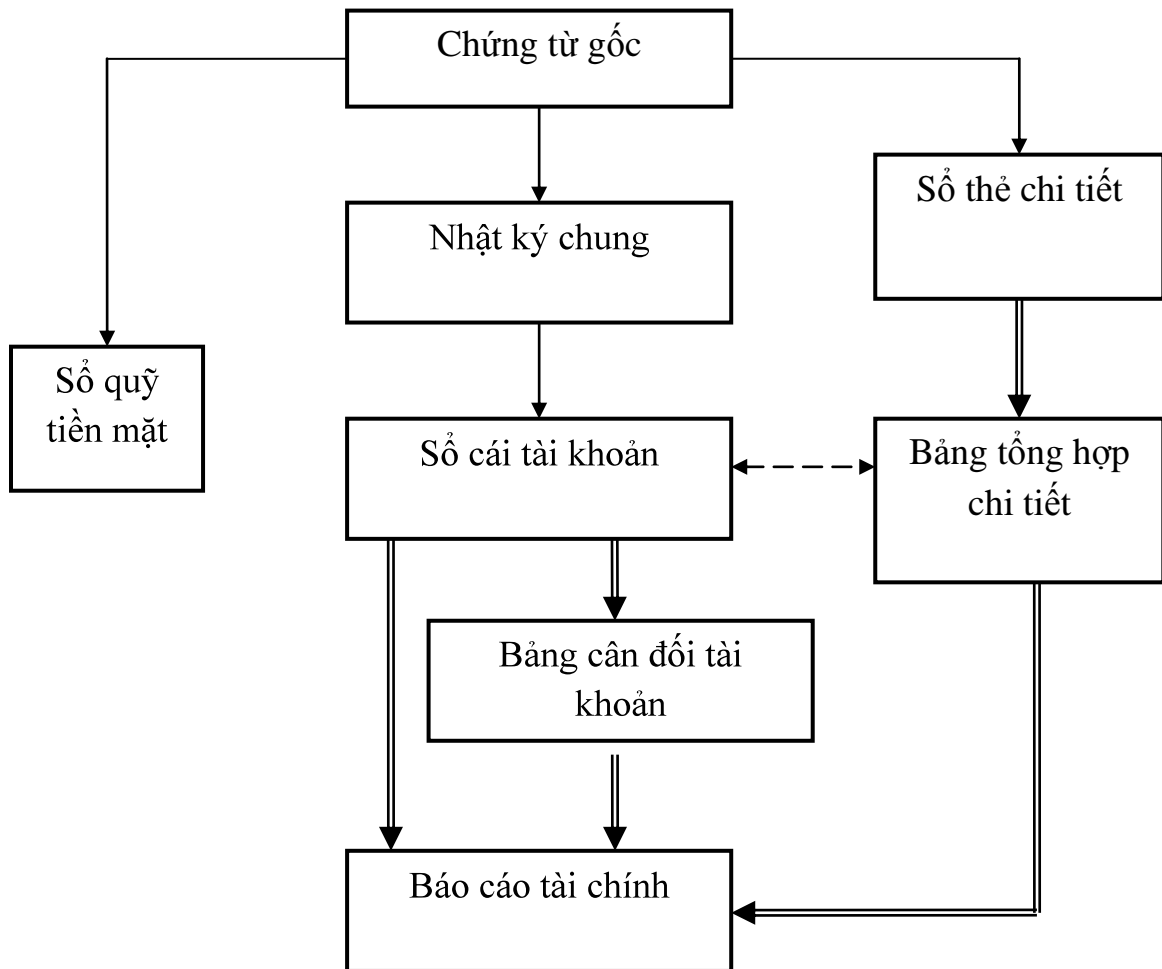 Chứng từ gốc
Sổ thẻ chi tiết
Nhật ký chung
Sổ quỹ
tiền mặt
Sổ cái tài khoản
Bảng tổng hợp
chi tiết
Bảng cân đối tài
khoản
Báo cáo tài chính